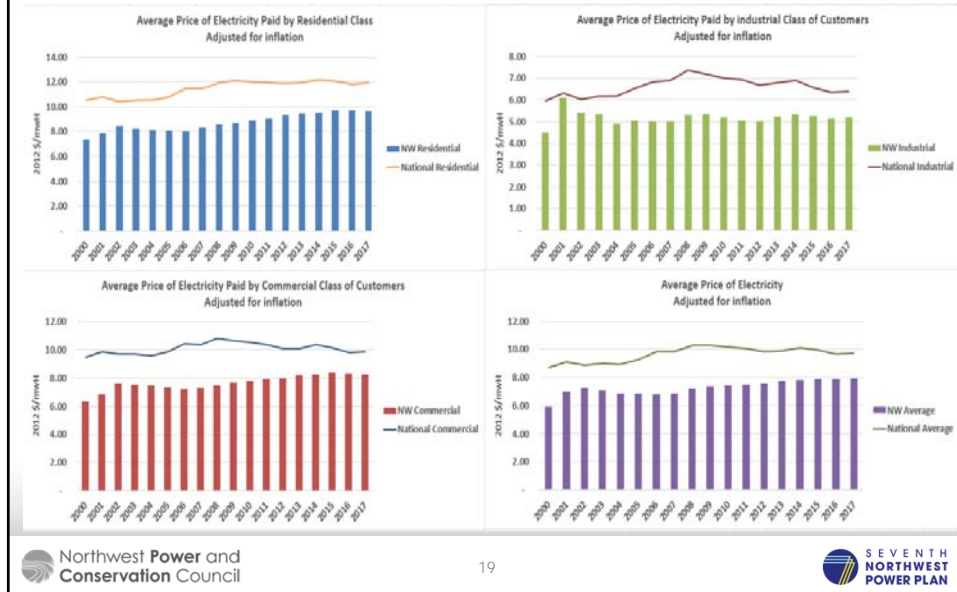 Average Price of Electricity Paid by Residential Class
Adjusted for inflation
14.00
12.00
10.00
8.00
6.00
4.00
2.00
-
2012 $/mwH
2000 2001 2002 2003 2004 2005 2006 2007 2008 2009 2010 2011 2012 2013 2014 2015 2016 2017
NW Residential
National Residential
Average Price of Electricity Paid by industrial Class of Customers
Adjusted for inflation
8.00
7.00
6.00
5.00
4.00
3.00
2.00
1.00
-
2012 $/mwH
2000 2001 2002 2003 2004 2005 2006 2007 2008 2009 2010 2011 2012 2013 2014 2015 2016 2017
NW Industrial
National Industrial
Average Price of Electricity Paid by Commercial Class of Customers
Adjusted for inflation
12.00
10.00
8.00
6.00
4.00
2.00
-
2012 $/mwH
2000 2001 2002 2003 2004 2005 2006 2007 2008 2009 2010 2011 2012 2013 2014 2015 2016 2017
NW Commercial
National Commercial
Average Price of Electricity
Adjusted for inflation
12.00
10.00
8.00
6.00
4.00
2.00
-
2012 $/mwH
2000 2001 2002 2003 2004 2005 2006 2007 2008 2009 2010 2011 2012 2013 2014 2015 2016 2017
NW Average
National Average
Northwest Power and
Conservation Council
19
SEVENTH
NORTHWEST
POWER PLAN